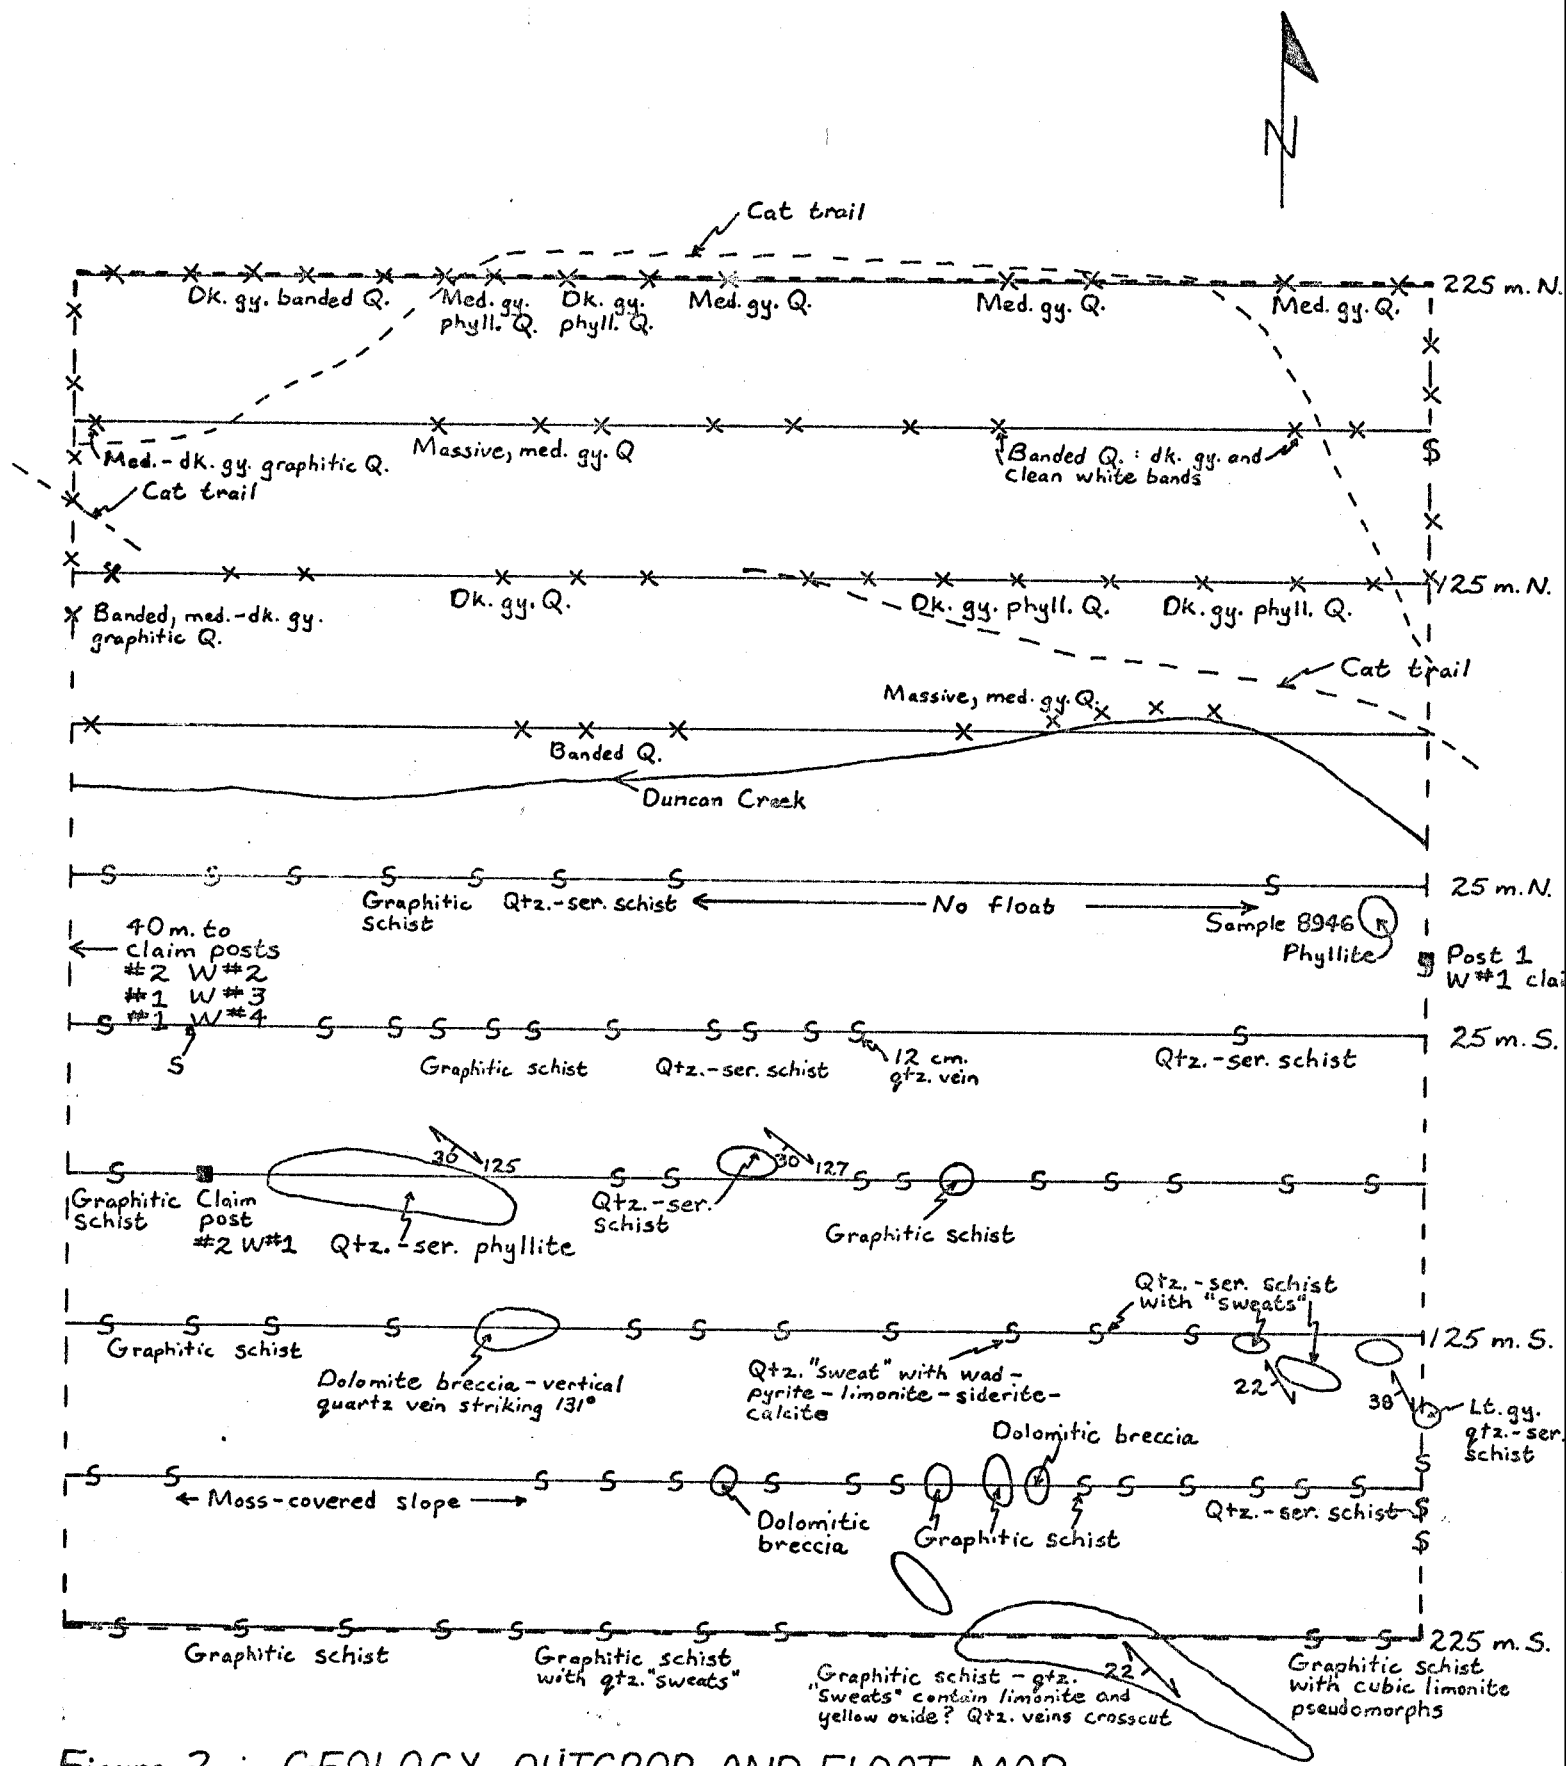 N
Cat trail
225 m. N.
Dk. gy. banded Q.
Med. gy.
phyll. Q.
Dk. gy.
phyll. Q.
Med. gy. Q.
Med. gy. Q.
Med. gy. Q.
Med.-dk. gy. graphitic Q.
Massive, med. gy. Q
Banded Q. : dk. gy. and
clean white bands
Cat trail
125 m. N.
Banded, med.-dk. gy.
graphitic Q.
Dk. gy. Q.
Dk. gy. phyll. Q.
Dk. gy. phyll. Q.
Cat trail
Massive, med. gy. Q.
Banded Q.
Duncan Creek
25 m. N.
Graphitic
Schist
Qtz.-ser. schist
No float
Sample 8946
Phyllite
40 m. to
claim posts
#2 W#2
#1 W#3
#1 W#4
Post 1
W#1 clai
25 m. S.
S
Graphitic schist
Qtz.-ser. schist
12 cm.
qtz. vein
Qtz.-ser. schist
30 125
30 127
Graphitic
Schist
Claim
post
#2 W#1
Qtz.-ser. phyllite
Qtz.-ser.
schist
Graphitic schist
Qtz.-ser. schist
with "sweats"
125 m. S.
Graphitic schist
Dolomite breccia-vertical
quartz vein striking 131°
Qtz. "sweat" with wad-
pyrite-limonite-siderite-
calcite
22
38
Lt. gy.
qtz.-ser.
schist
Dolomitic breccia
Moss-covered slope
Dolomitic
breccia
Graphitic schist
Qtz.-ser. schist
225 m. S.
Graphitic schist
Graphitic schist
with qtz. "sweats"
Graphitic schist - qtz.
"Sweats" contain limonite and
yellow oxide? Qtz. veins crosscut
22
Graphitic schist
with cubic limonite
pseudomorphs
Figure 2 : GEOLOGY, OUTCROP AND FLOAT MAP